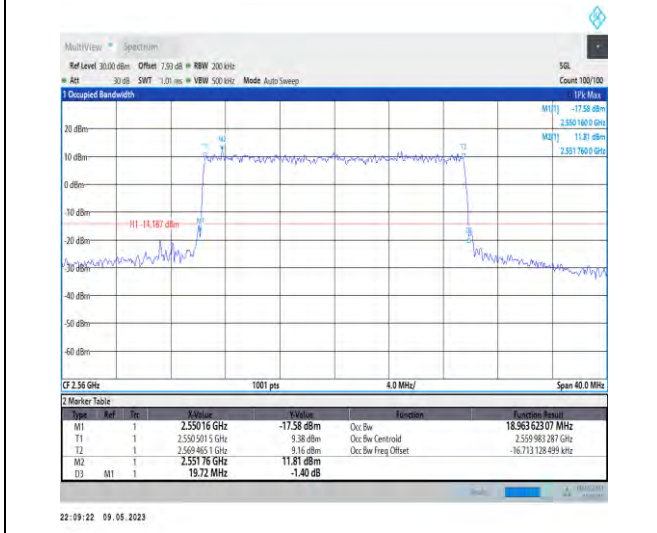 MultiView Spectrum
Ref Level 30.00 dBm Offset 7.93 dB RBW 200 kHz SGL
Att 30 dB SWT 1.01 ms VBW 500 kHz Mode Auto Sweep Count 100/100
1 Occupied Bandwidth 1Pk Max
M1[1] -17.58 dBm
2.550 160 0 GHz
M2[1] 11.81 dBm
2.551 760 0 GHz
20 dBm
10 dBm
0 dBm
-10 dBm
H1 -14.187 dBm
-20 dBm
-30 dBm
-40 dBm
-50 dBm
-60 dBm
T1
M2
T2
M1
D3
CF 2.56 GHz 1001 pts 4.0 MHz/ Span 40.0 MHz
2 Marker Table
Type Ref Trc X-Value Y-Value Function Function Result
M1 1 2.55016 GHz -17.58 dBm Occ Bw 18.963 623 07 MHz
T1 1 2.550 501 5 GHz 9.38 dBm Occ Bw Centroid 2.559 983 287 GHz
T2 1 2.569 465 1 GHz 9.16 dBm Occ Bw Freq Offset -16.713 128 499 kHz
M2 1 2.55176 GHz 11.81 dBm
D3 M1 1 19.72 MHz -1.40 dB
22:09:22 09.05.2023